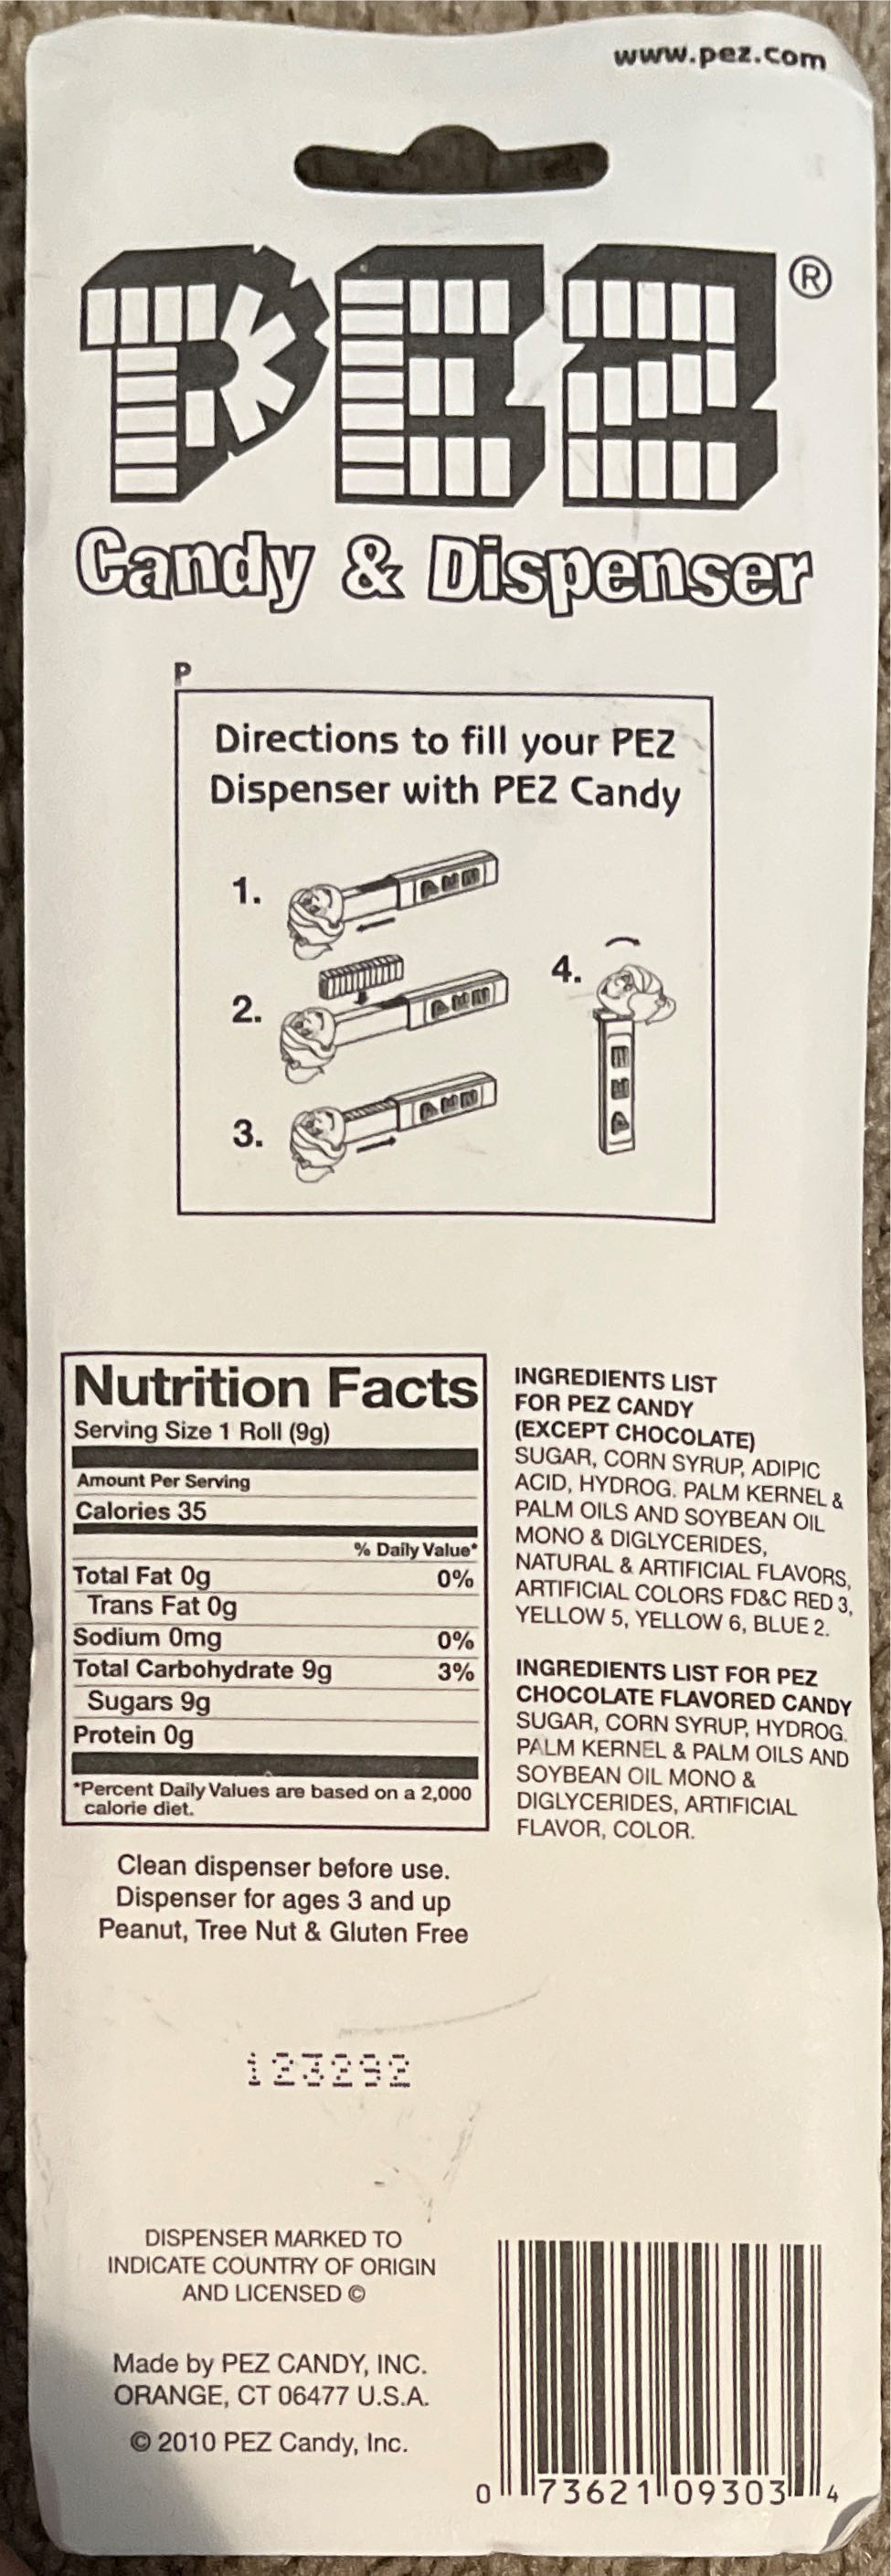 www.pez.com
PEZ®
Candy & Dispenser
P
Directions to fill your PEZ
Dispenser with PEZ Candy
1.
PEZ
2.
PEZ
3.
PEZ
4.
PEZ
Nutrition Facts
Serving Size 1 Roll (9g)
Amount Per Serving
Calories 35
% Daily Value*
Total Fat 0g 0%
Trans Fat 0g
Sodium 0mg 0%
Total Carbohydrate 9g 3%
Sugars 9g
Protein 0g
*Percent Daily Values are based on a 2,000
calorie diet.
INGREDIENTS LIST
FOR PEZ CANDY
(EXCEPT CHOCOLATE)
SUGAR, CORN SYRUP, ADIPIC
ACID, HYDROG. PALM KERNEL &
PALM OILS AND SOYBEAN OIL
MONO & DIGLYCERIDES,
NATURAL & ARTIFICIAL FLAVORS,
ARTIFICIAL COLORS FD&C RED 3,
YELLOW 5, YELLOW 6, BLUE 2.
INGREDIENTS LIST FOR PEZ
CHOCOLATE FLAVORED CANDY
SUGAR, CORN SYRUP, HYDROG.
PALM KERNEL & PALM OILS AND
SOYBEAN OIL MONO &
DIGLYCERIDES, ARTIFICIAL
FLAVOR, COLOR.
Clean dispenser before use.
Dispenser for ages 3 and up
Peanut, Tree Nut & Gluten Free
123292
DISPENSER MARKED TO
INDICATE COUNTRY OF ORIGIN
AND LICENSED ©
Made by PEZ CANDY, INC.
ORANGE, CT 06477 U.S.A.
© 2010 PEZ Candy, Inc.
0 73621 09303 4